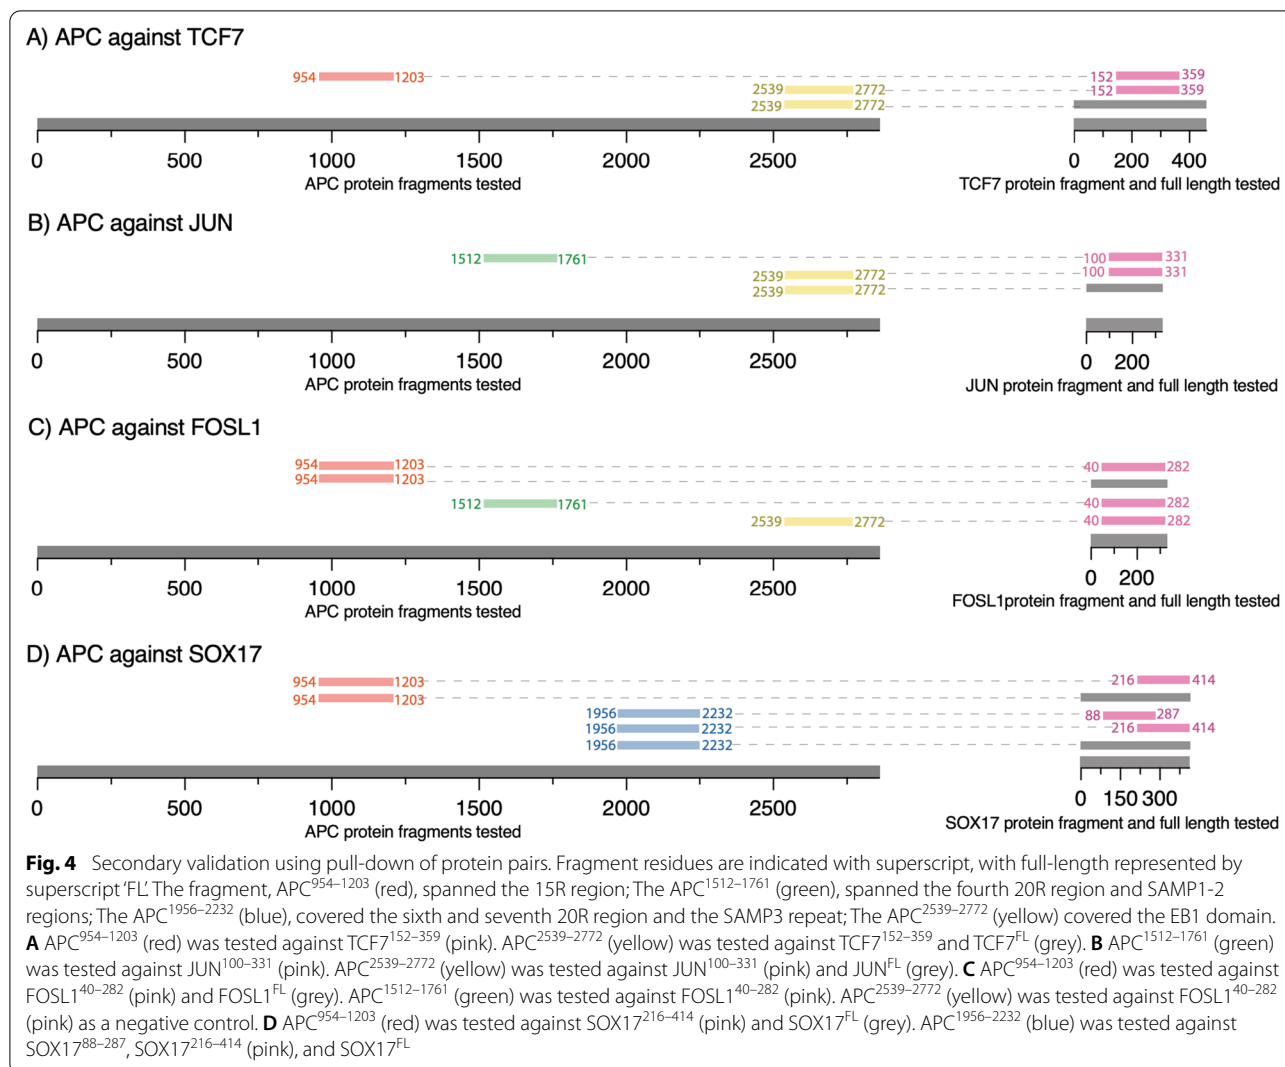 A) APC against TCF7
954 1203 152 359
2539 2772 152 359
2539 2772
0 500 1000 1500 2000 2500 0 200 400
APC protein fragments tested TCF7 protein fragment and full length tested
B) APC against JUN
1512 1761 100 331
2539 2772 100 331
2539 2772
0 500 1000 1500 2000 2500 0 200
APC protein fragments tested JUN protein fragment and full length tested
C) APC against FOSL1
954 1203 40 282
954 1203
1512 1761 40 282
2539 2772 40 282
0 500 1000 1500 2000 2500 0 200
APC protein fragments tested FOSL1protein fragment and full length tested
D) APC against SOX17
954 1203 216 414
954 1203
1956 2232 88 287
1956 2232 216 414
1956 2232
0 500 1000 1500 2000 2500 0 150 300
APC protein fragments tested SOX17 protein fragment and full length tested
Fig. 4 Secondary validation using pull-down of protein pairs. Fragment residues are indicated with superscript, with full-length represented by
superscript ‘FL’. The fragment, APC954–1203 (red), spanned the 15R region; The APC1512–1761 (green), spanned the fourth 20R region and SAMP1-2
regions; The APC1956–2232 (blue), covered the sixth and seventh 20R region and the SAMP3 repeat; The APC2539–2772 (yellow) covered the EB1 domain.
A APC954–1203 (red) was tested against TCF7152–359 (pink). APC2539–2772 (yellow) was tested against TCF7152–359 and TCF7FL (grey). B APC1512–1761 (green)
was tested against JUN100–331 (pink). APC2539–2772 (yellow) was tested against JUN100–331 (pink) and JUNFL (grey). C APC954–1203 (red) was tested against
FOSL140–282 (pink) and FOSL1FL (grey). APC1512–1761 (green) was tested against FOSL140–282 (pink). APC2539–2772 (yellow) was tested against FOSL140–282
(pink) as a negative control. D APC954–1203 (red) was tested against SOX17216–414 (pink) and SOX17FL (grey). APC1956–2232 (blue) was tested against
SOX1788–287, SOX17216–414 (pink), and SOX17FL